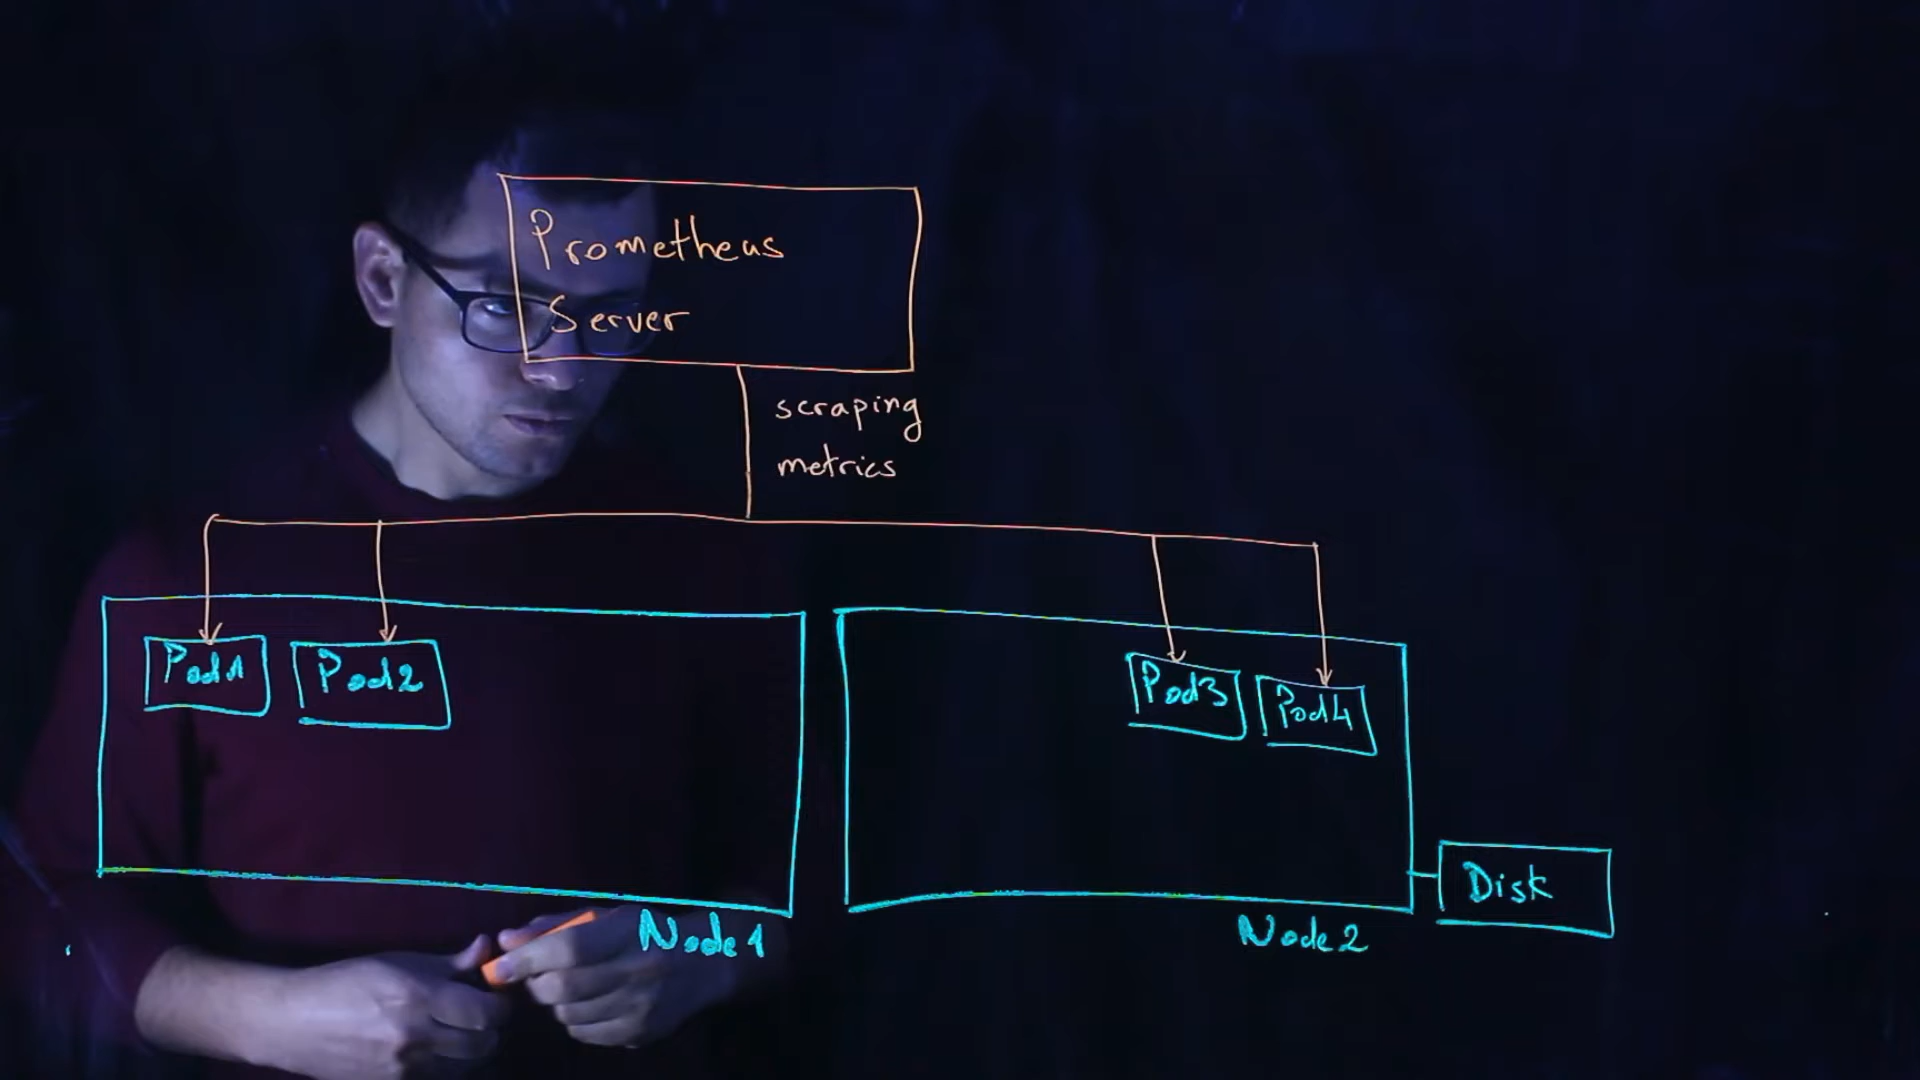 Prometheus
Server
scraping
metrics
Pod1
Pod2
Pod3
Pod4
Disk
Node1
Node2